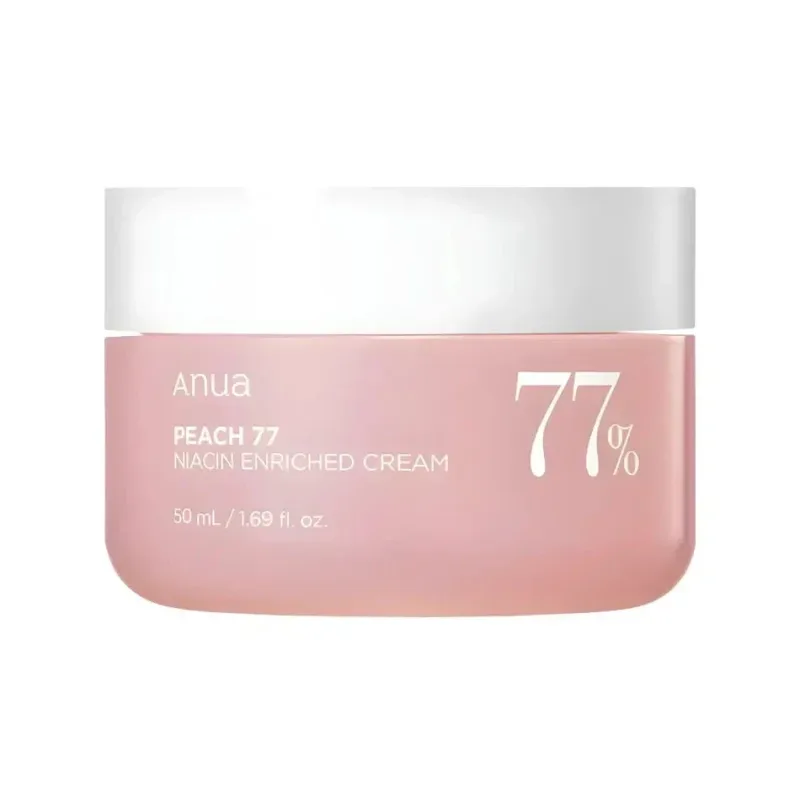 Anua
PEACH 77
NIACIN ENRICHED CREAM
50 mL / 1.69 fl. oz.
77%